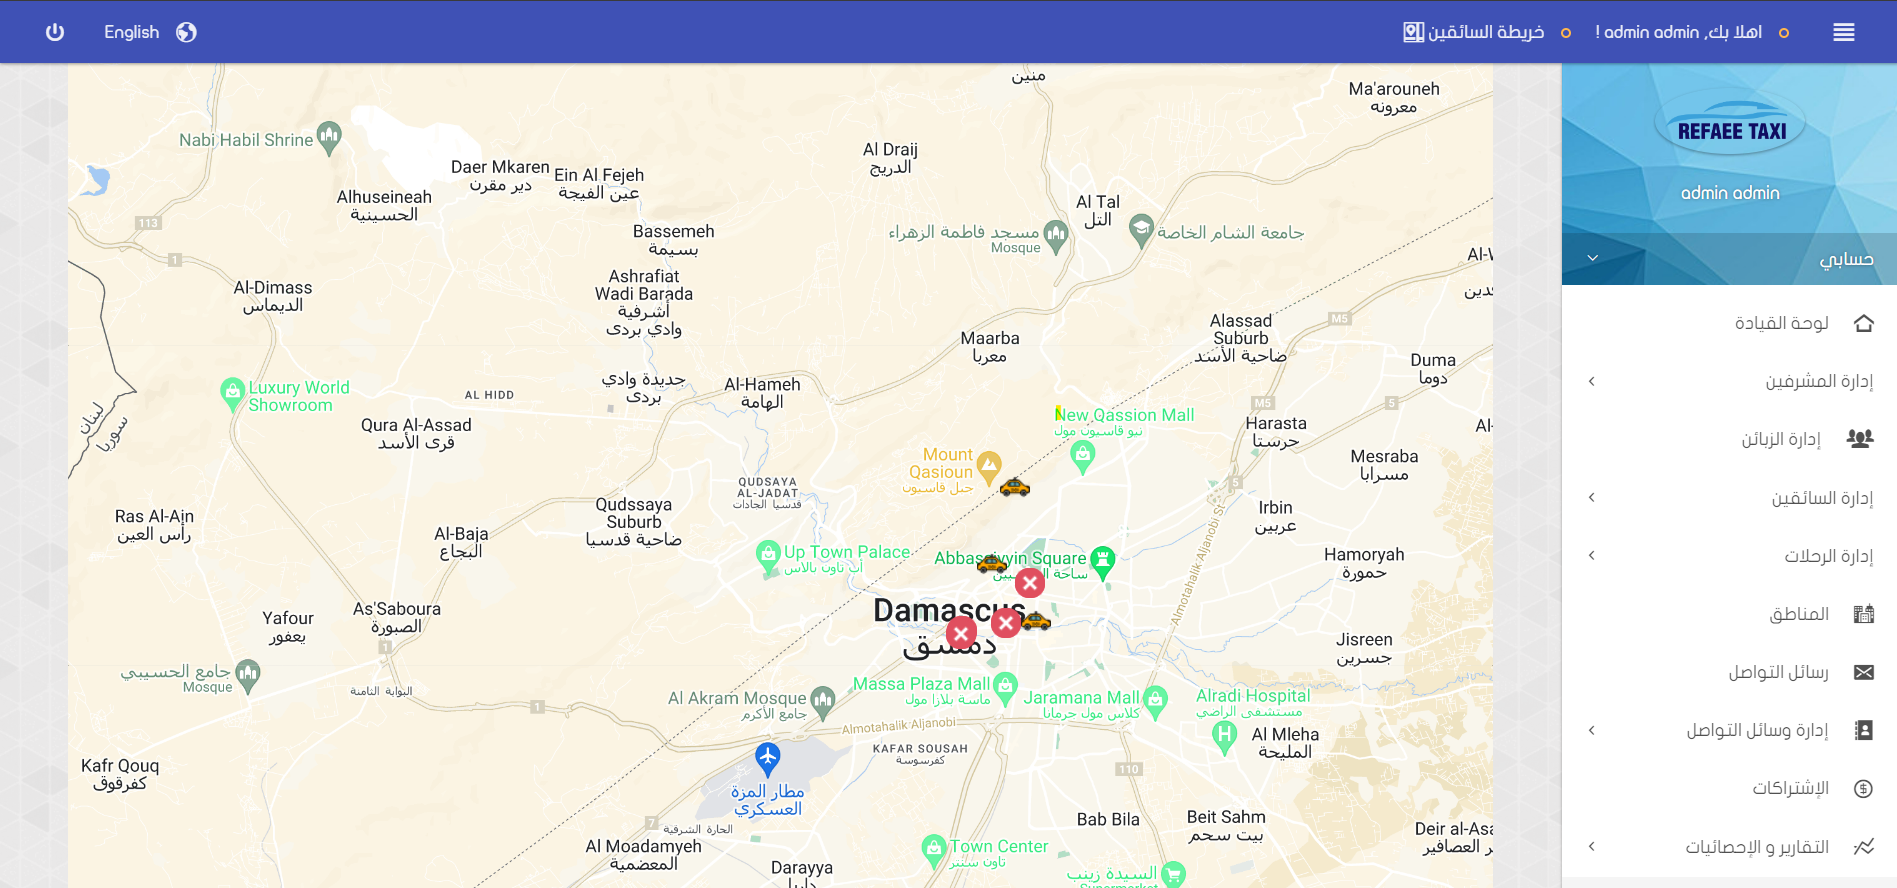 اهلا بك, admin admin !
خريطة السائقين
English
REFAEE TAXI
admin admin
حسابي
لوحة القيادة
إدارة المشرفين
إدارة الزبائن
إدارة السائقين
إدارة الرحلات
المناطق
رسائل التواصل
إدارة وسائل التواصل
الإشتراكات
التقارير و الإحصائيات
منين
Ma'arouneh
معرونه
Nabi Habil Shrine
Al Draij
الدريج
Daer Mkaren
دير مقرن
Ein Al Fejeh
عين الفيجة
Alhuseineah
الحسينية
Al Tal
التل
113
Bassemeh
بسيمة
مسجد فاطمة الزهراء
Mosque
جامعة الشام الخاصة
1
Ashrafiat
Wadi Barada
أشرفية
وادي بردى
Al-Dimass
الديماس
M5
Alassad
Suburb
ضاحية الأسد
Maarba
معربا
Duma
دوما
جديدة وادي
بردى
Al-Hameh
الهامة
Luxury World
Showroom
AL HIDD
لبنان
سوريا
M5
5
New Qassion Mall
نيو قاسيون مول
Qura Al-Assad
قرى الأسد
Harasta
حرستا
Mount
Qasioun
جبل قاسيون
Mesraba
مسرابا
QUDSAYA
AL-JADAT
قدسيا الجادات
5
Qudssaya
Suburb
ضاحية قدسيا
Irbin
عربين
Ras Al-Ain
رأس العين
Al-Baja
البجاع
Almotahalik Aljanobi St
Up Town Palace
أب تاون بالاس
Abbassiyyin Square
Hamoryah
حمورة
Damascus
دمشق
As'Saboura
الصبورة
Yafour
يعفور
1
Jisreen
جسرين
جامع الحسيبي
Mosque
البوابة الثامنة
1
Al Akram Mosque
جامع الأكرم
Massa Plaza Mall
ماسة بلازا مول
Jaramana Mall
كلاس مول جرمانا
Alradi Hospital
مستشفى الراضي
Almotahalik Aljanobi
KAFAR SOUSAH
كفرسوسة
Al Mleha
المليحة
Kafr Qouq
كفرقوق
110
مطار المزة
العسكري
Bab Bila
Beit Sahm
بيت سحم
7
الحارة الشرقية
Al Moadamyeh
المعضمية
Town Center
تاون سنتر
Darayya
داريا
السيدة زينب
Supermarket